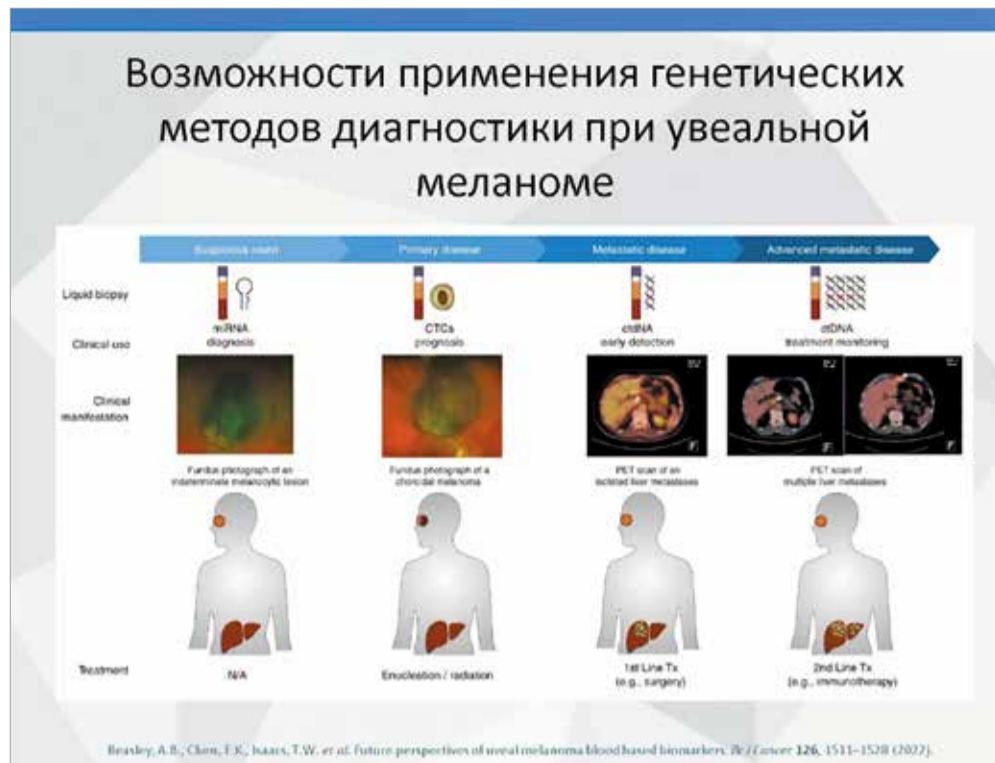 Возможности применения генетических
методов диагностики при увеальной
меланоме
Suspicious naevi Primary disease Metastatic disease Advanced metastatic disease
Liquid biopsy
miRNA CTCs ctDNA ctDNA
Clinical use
diagnosis prognosis early detection treatment monitoring
Clinical
manifestation
Fundus photograph of an Fundus photograph of a PET scan of an PET scan of
indeterminate melanocytic lesion choroidal melanoma isolated liver metastases multiple liver metastases
Treatment
N/A Enucleation / radiation 1st Line Tx 2nd Line Tx
(e.g., surgery) (e.g., immunotherapy)
Beasley, A.B., Chen, F.K., Isaacs, T.W. et al. Future perspectives of uveal melanoma blood based biomarkers. Br J Cancer 126, 1511–1528 (2022).